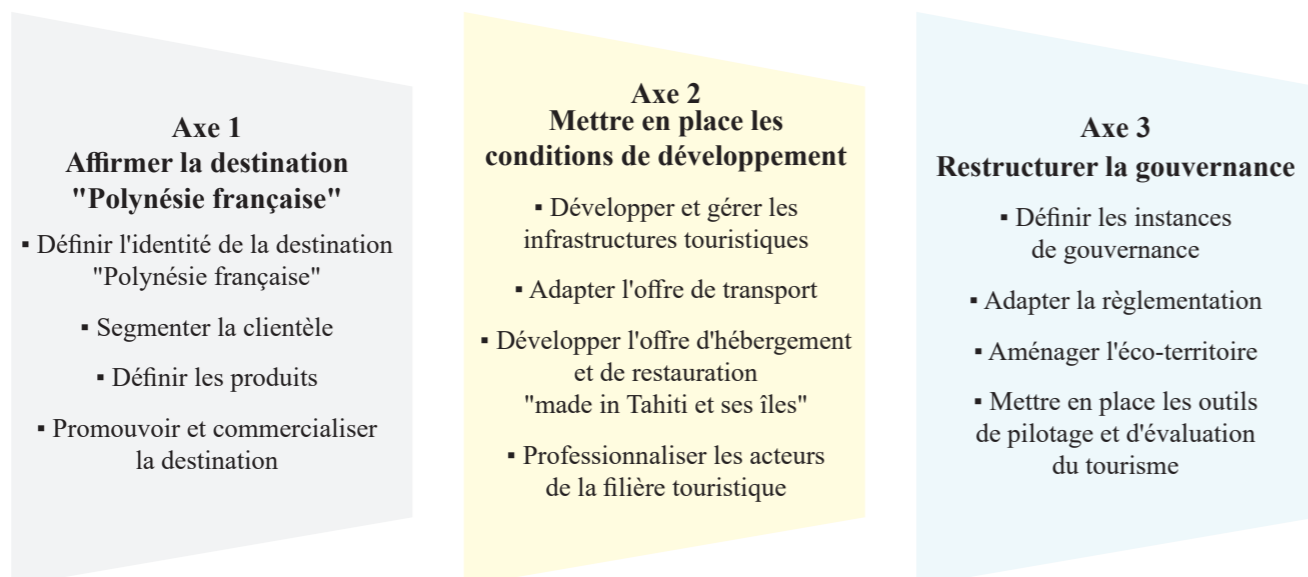 Axe 1
Affirmer la destination
"Polynésie française"
▪ Définir l'identité de la destination
"Polynésie française"
▪ Segmenter la clientèle
▪ Définir les produits
▪ Promouvoir et commercialiser
la destination
Axe 2
Mettre en place les
conditions de développement
▪ Développer et gérer les
infrastructures touristiques
▪ Adapter l'offre de transport
▪ Développer l'offre d'hébergement
et de restauration
"made in Tahiti et ses îles"
▪ Professionnaliser les acteurs
de la filière touristique
Axe 3
Restructurer la gouvernance
▪ Définir les instances
de gouvernance
▪ Adapter la règlementation
▪ Aménager l'éco-territoire
▪ Mettre en place les outils
de pilotage et d'évaluation
du tourisme